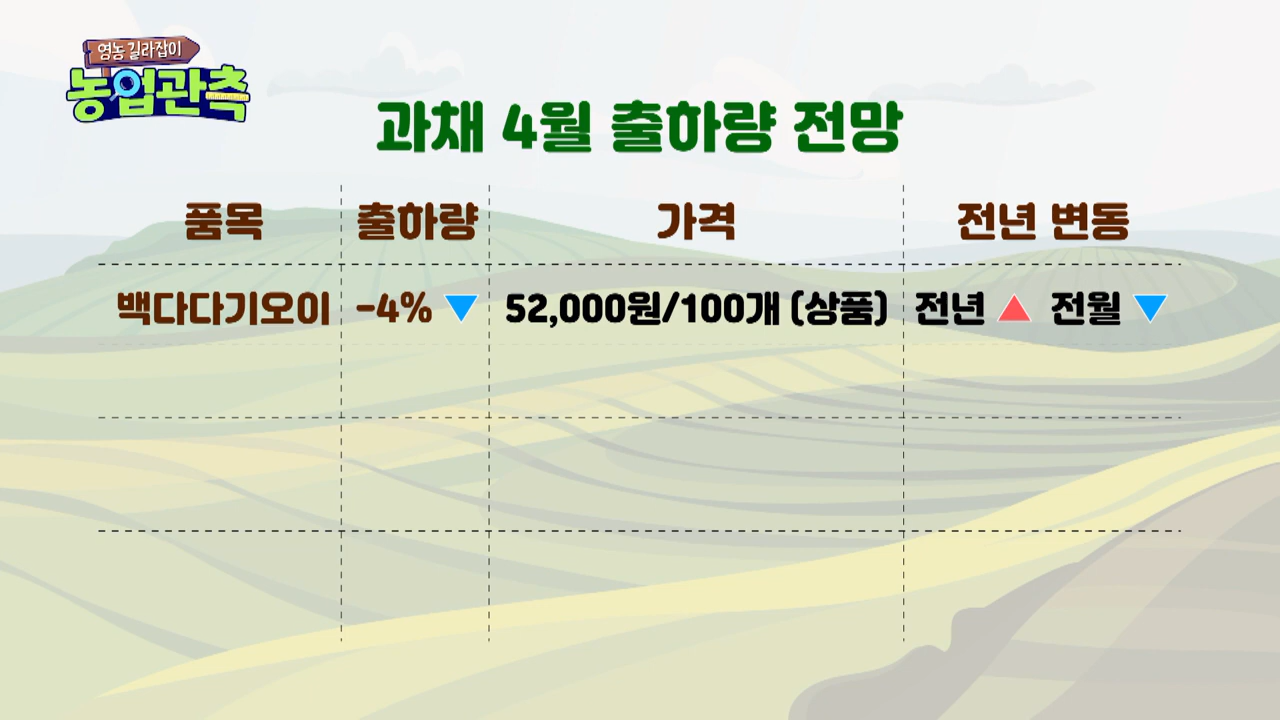 영농 길라잡이
농업관측
과채 4월 출하량 전망
품목 출하량 가격 전년 변동
백다다기오이 -4% ▼ 52,000원/100개 (상품) 전년 ▲ 전월 ▼